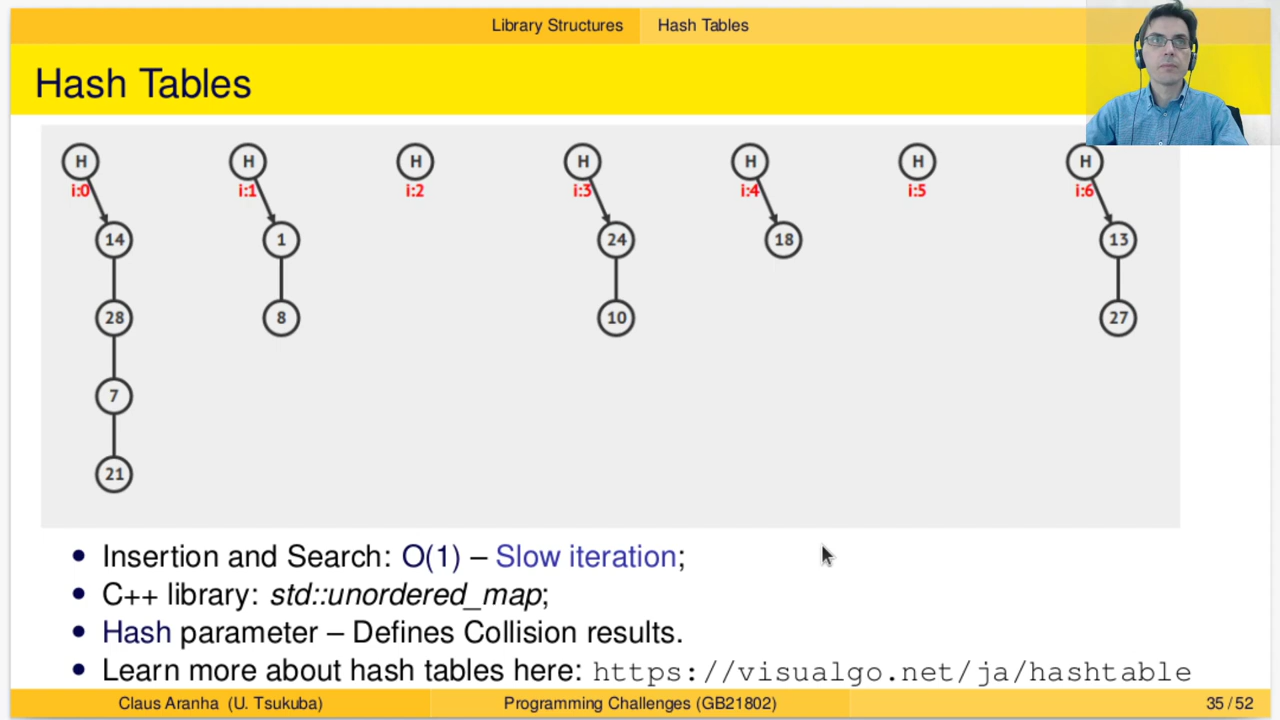 Library Structures Hash Tables
Hash Tables
H H H H H H H
i:0 i:1 i:2 i:3 i:4 i:5 i:6
14 1 24 18 13
28 8 10 27
7
21
• Insertion and Search: O(1) – Slow iteration;
• C++ library: std::unordered_map;
• Hash parameter – Defines Collision results.
• Learn more about hash tables here: https://visualgo.net/ja/hashtable
Claus Aranha (U. Tsukuba) Programming Challenges (GB21802) 35 / 52